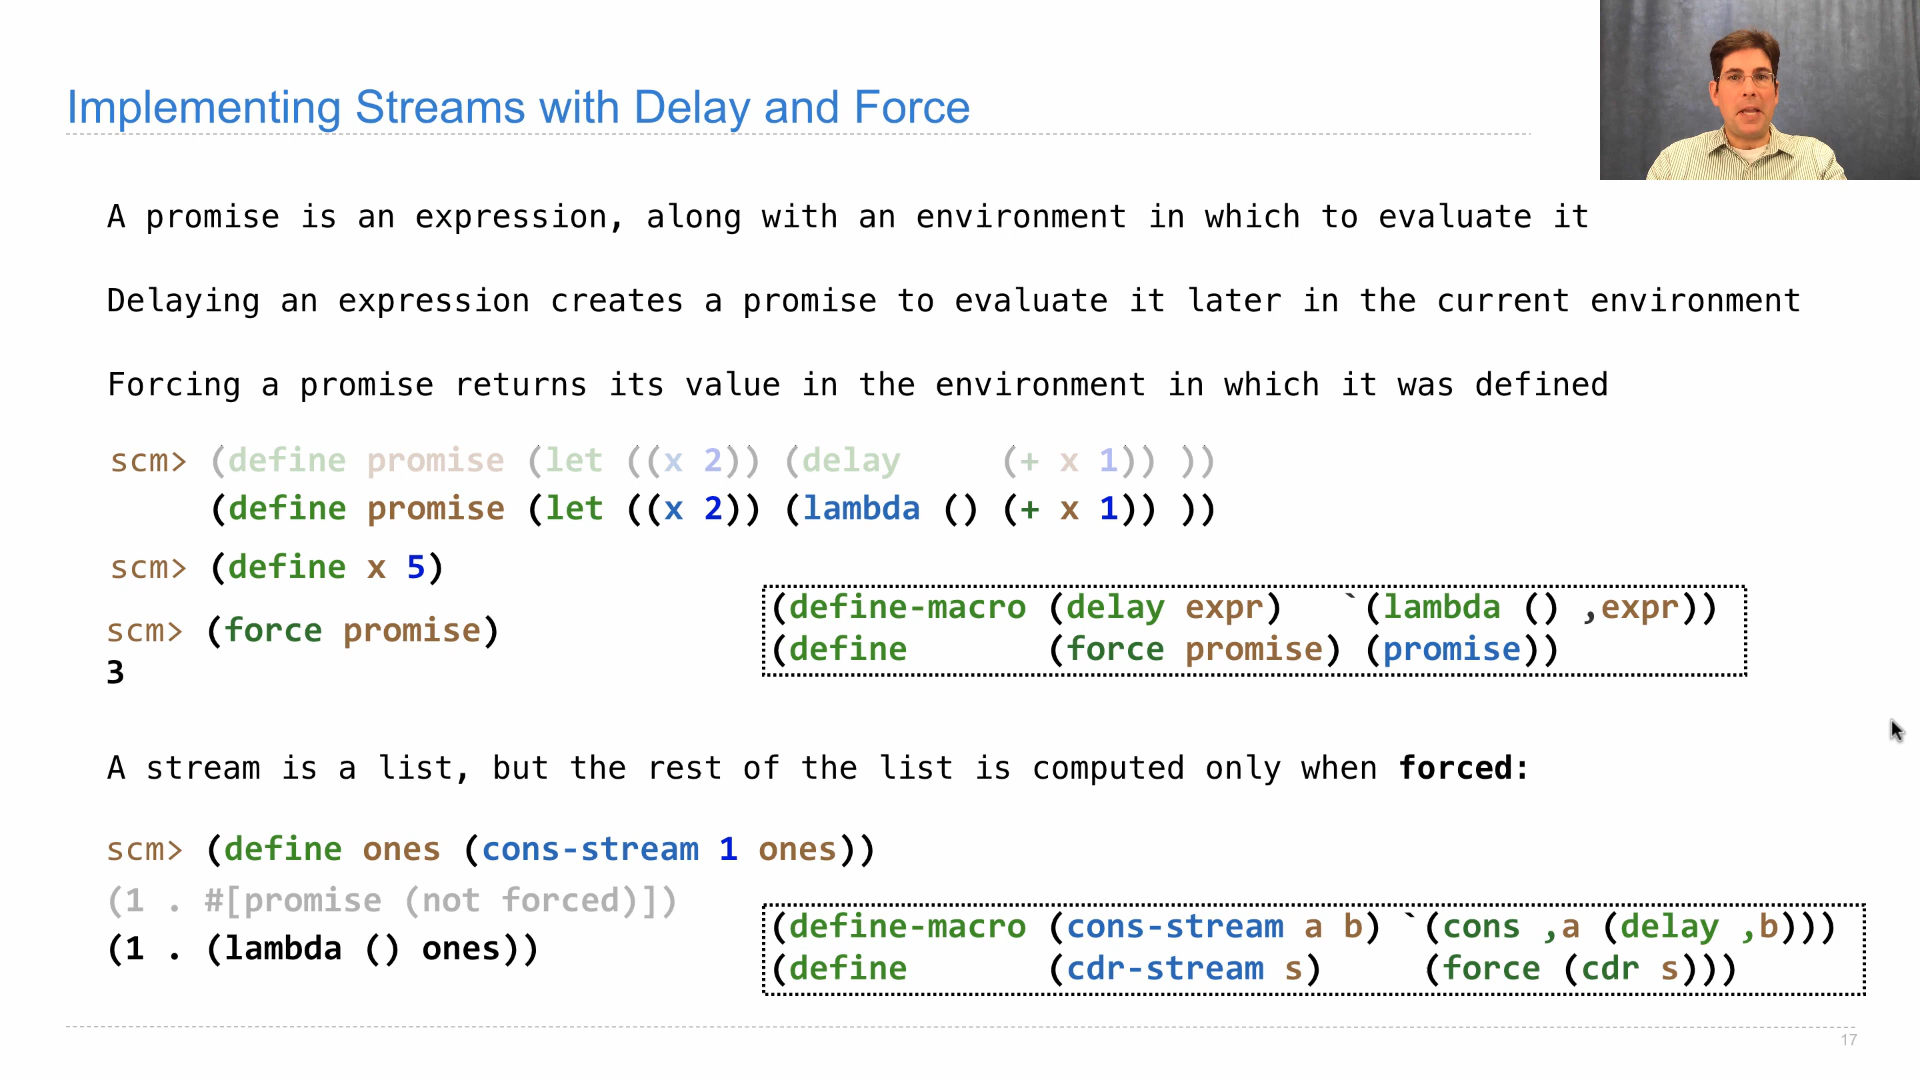 Implementing Streams with Delay and Force
A promise is an expression, along with an environment in which to evaluate it
Delaying an expression creates a promise to evaluate it later in the current environment
Forcing a promise returns its value in the environment in which it was defined
scm> (define promise (let ((x 2)) (delay (+ x 1)) ))
(define promise (let ((x 2)) (lambda () (+ x 1)) ))
scm> (define x 5)
(define-macro (delay expr) `(lambda () ,expr))
(define (force promise) (promise))
scm> (force promise)
3
A stream is a list, but the rest of the list is computed only when forced:
scm> (define ones (cons-stream 1 ones))
(1 . #[promise (not forced)])
(1 . (lambda () ones))
(define-macro (cons-stream a b) `(cons ,a (delay ,b)))
(define (cdr-stream s) (force (cdr s)))
17